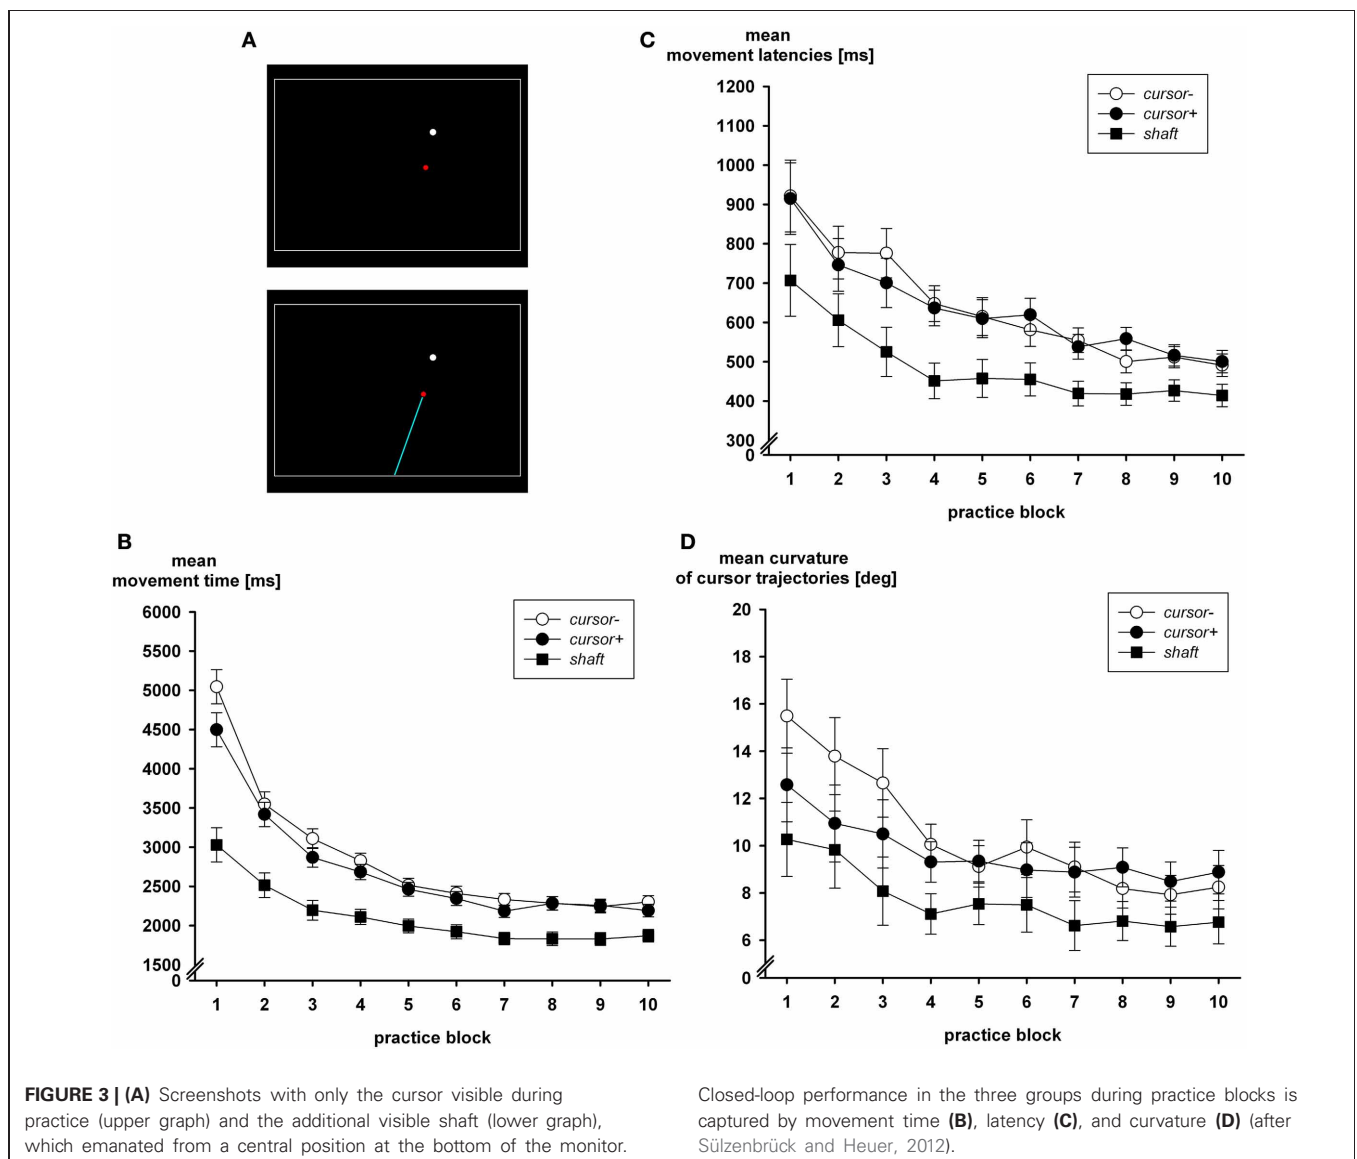 A
C
mean
movement latencies [ms]
1200
1100
1000
900
800
700
600
500
400
300
0
cursor-
cursor+
shaft
1 2 3 4 5 6 7 8 9 10
practice block
B
mean
movement time [ms]
6000
5500
5000
4500
4000
3500
3000
2500
2000
1500
0
cursor-
cursor+
shaft
1 2 3 4 5 6 7 8 9 10
practice block
D
mean curvature
of cursor trajectories [deg]
20
18
16
14
12
10
8
6
0
cursor-
cursor+
shaft
1 2 3 4 5 6 7 8 9 10
practice block
FIGURE 3 | (A) Screenshots with only the cursor visible during
practice (upper graph) and the additional visible shaft (lower graph),
which emanated from a central position at the bottom of the monitor.
Closed-loop performance in the three groups during practice blocks is
captured by movement time (B), latency (C), and curvature (D) (after
Sülzenbrück and Heuer, 2012).